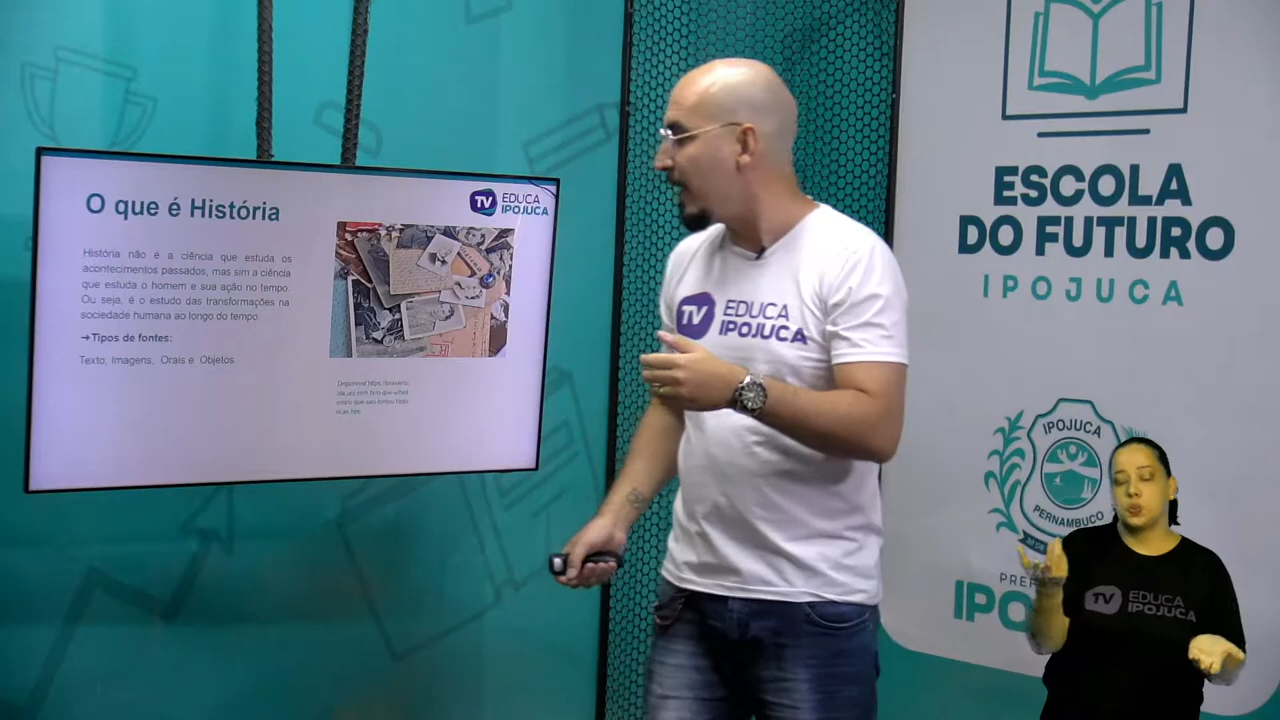 O que é História
TV EDUCA
IPOJUCA
História não é a ciência que estuda os
acontecimentos passados, mas sim a ciência
que estuda o homem e sua ação no tempo.
Ou seja, é o estudo das transformações na
sociedade humana ao longo do tempo.
→Tipos de fontes:
Texto, Imagens, Orais e Objetos
TV EDUCA
IPOJUCA
ESCOLA
DO FUTURO
IPOJUCA
IPOJUCA
PERNAMBUCO
TV EDUCA
IPOJUCA